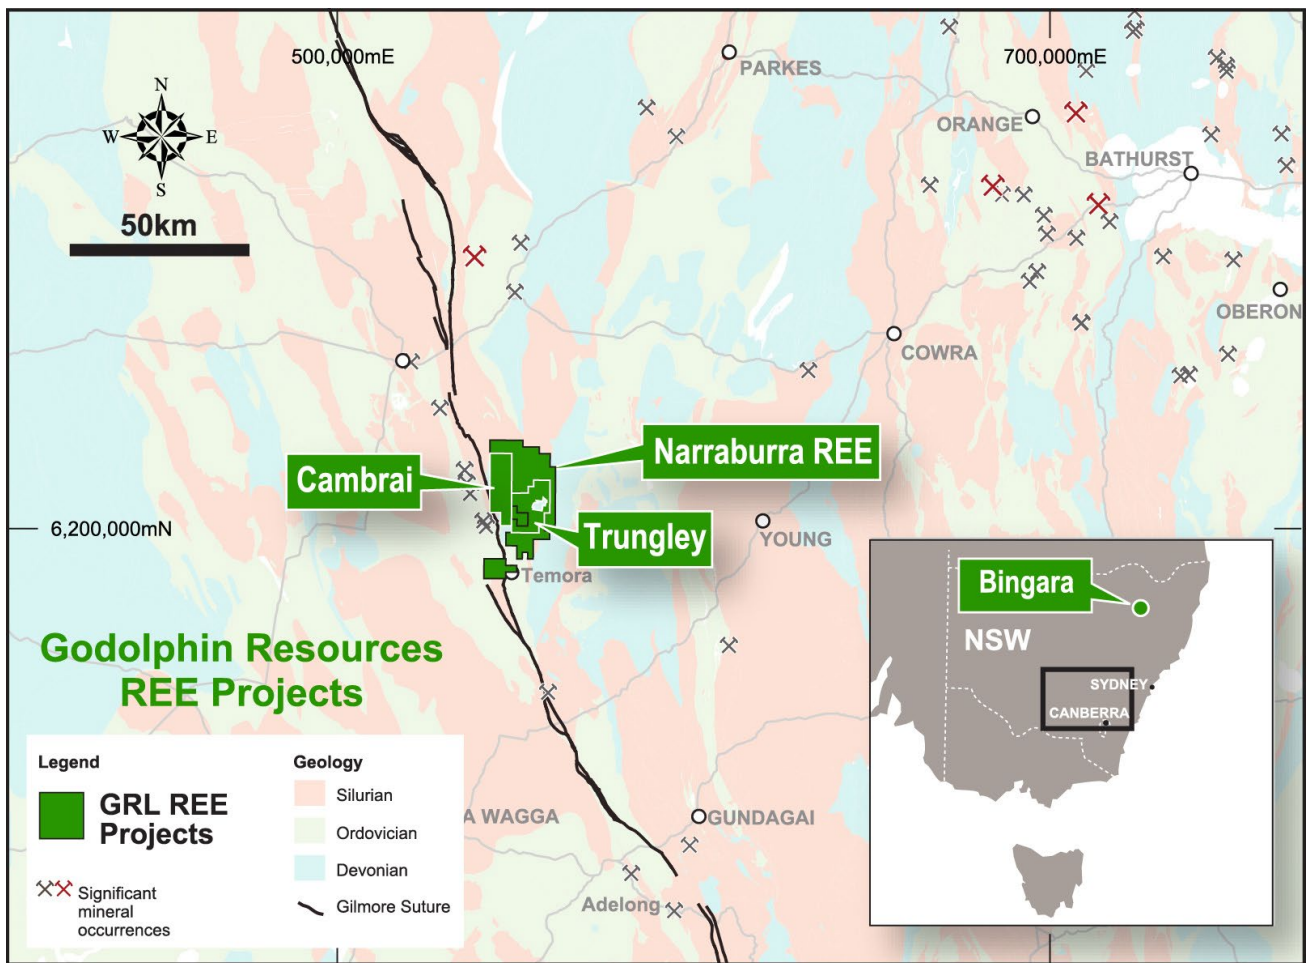 500,000mE
700,000mE
PARKES
N
W
E
S
50km
ORANGE
BATHURST
OBERON
COWRA
Narraburra REE
Cambrai
Trungley
6,200,000mN
YOUNG
Temora
Godolphin Resources
REE Projects
Bingara
NSW
SYDNEY
CANBERRA
Legend
GRL REE
Projects
Significant
mineral
occurrences
Geology
Silurian
Ordovician
Devonian
Gilmore Suture
A WAGGA
GUNDAGAI
Adelong